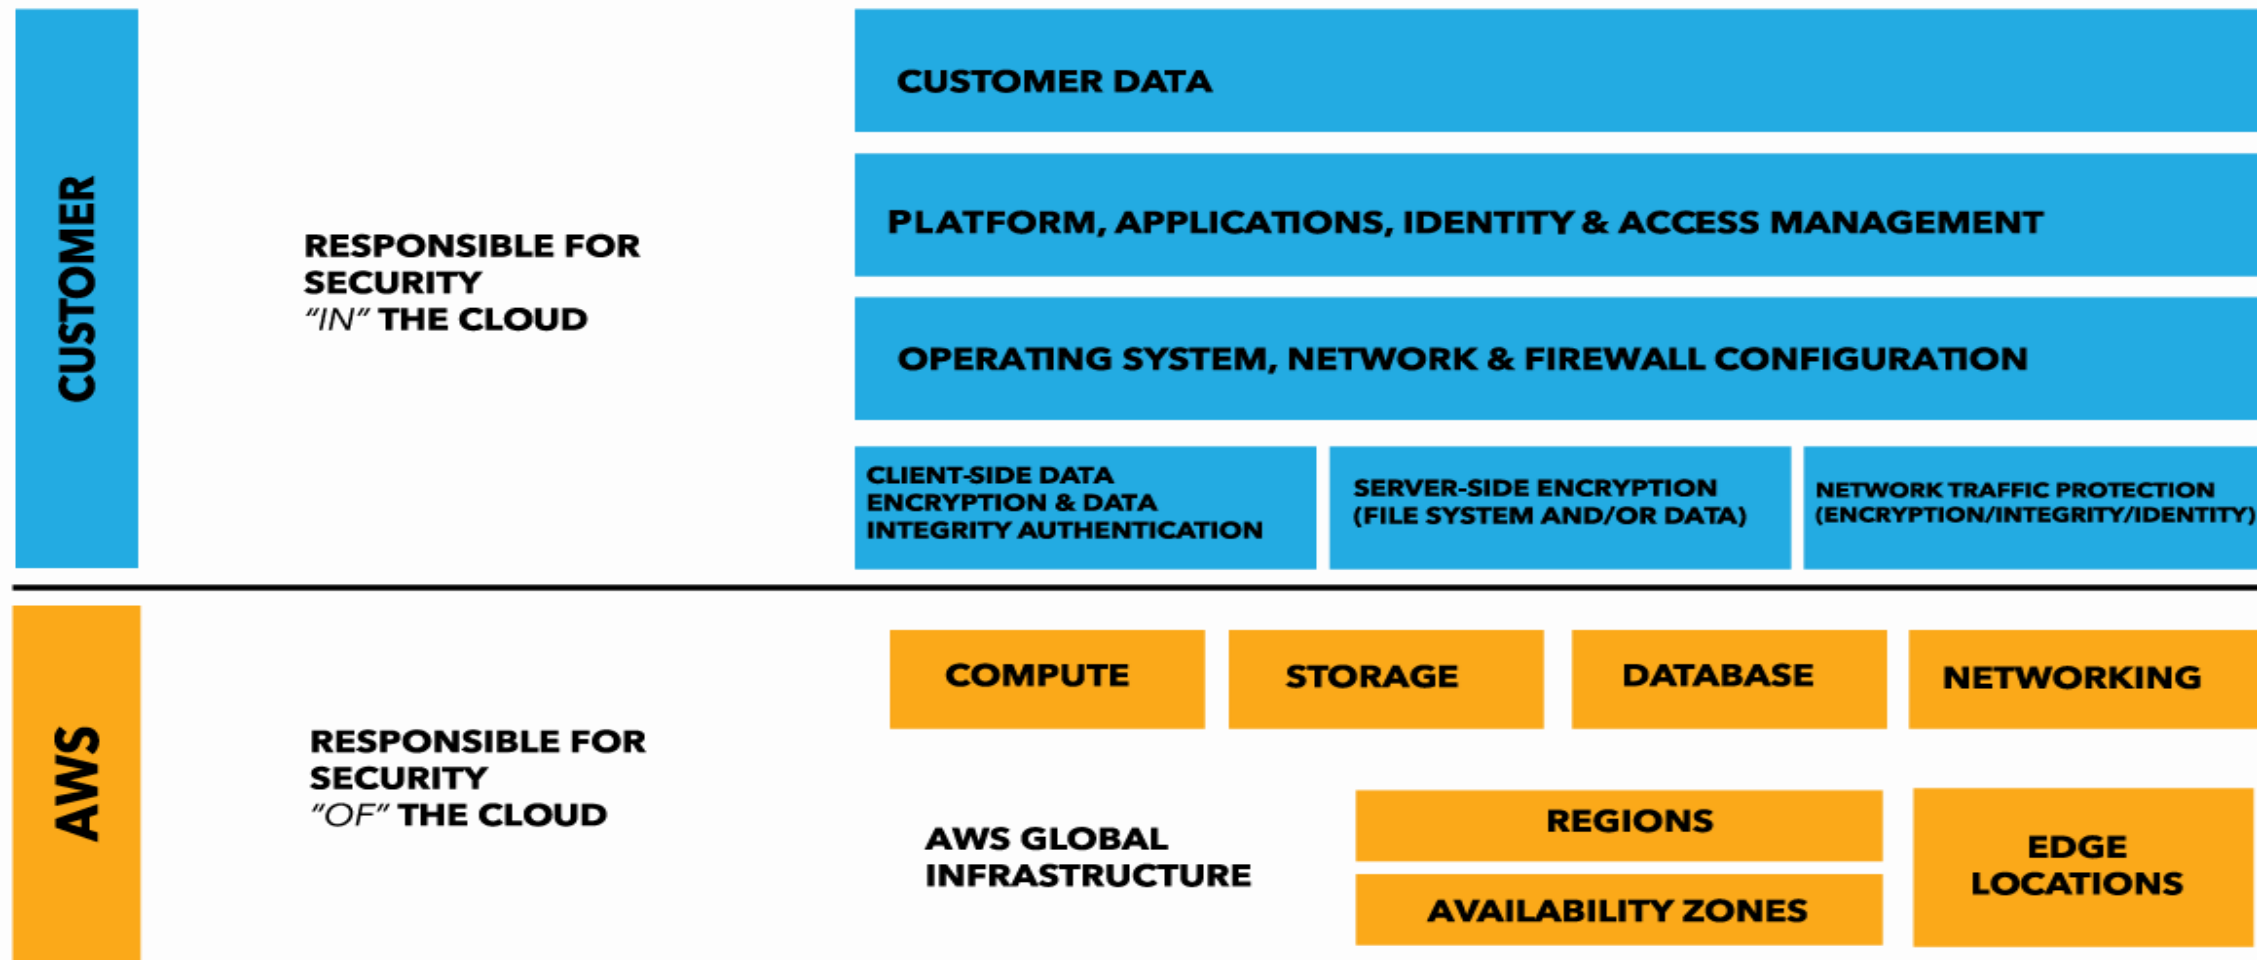 CUSTOMER
RESPONSIBLE FOR
SECURITY
“IN” THE CLOUD
CUSTOMER DATA
PLATFORM, APPLICATIONS, IDENTITY & ACCESS MANAGEMENT
OPERATING SYSTEM, NETWORK & FIREWALL CONFIGURATION
CLIENT-SIDE DATA
ENCRYPTION & DATA
INTEGRITY AUTHENTICATION
SERVER-SIDE ENCRYPTION
(FILE SYSTEM AND/OR DATA)
NETWORK TRAFFIC PROTECTION
(ENCRYPTION/INTEGRITY/IDENTITY)
AWS
RESPONSIBLE FOR
SECURITY
“OF” THE CLOUD
COMPUTE
STORAGE
DATABASE
NETWORKING
AWS GLOBAL
INFRASTRUCTURE
REGIONS
AVAILABILITY ZONES
EDGE
LOCATIONS